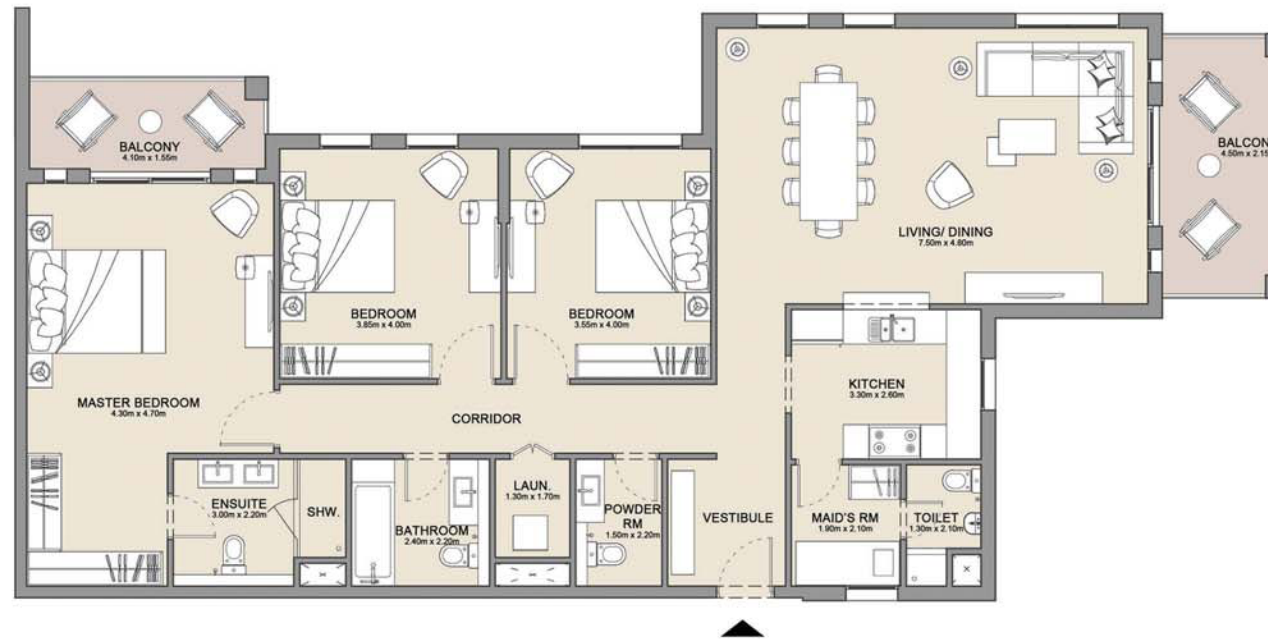 BALCONY
4.10m x 1.55m
BALCON
4.50m x 2.15
LIVING/ DINING
7.50m x 4.60m
BEDROOM
3.85m x 4.00m
BEDROOM
3.55m x 4.00m
MASTER BEDROOM
4.30m x 4.70m
CORRIDOR
KITCHEN
3.30m x 2.60m
ENSUITE
3.00m x 2.20m
SHW.
BATHROOM
2.40m x 2.20m
LAUN.
1.30m x 1.70m
POWDER
RM
1.50m x 2.20m
VESTIBULE
MAID'S RM
1.90m x 2.10m
TOILET
1.30m x 2.10m